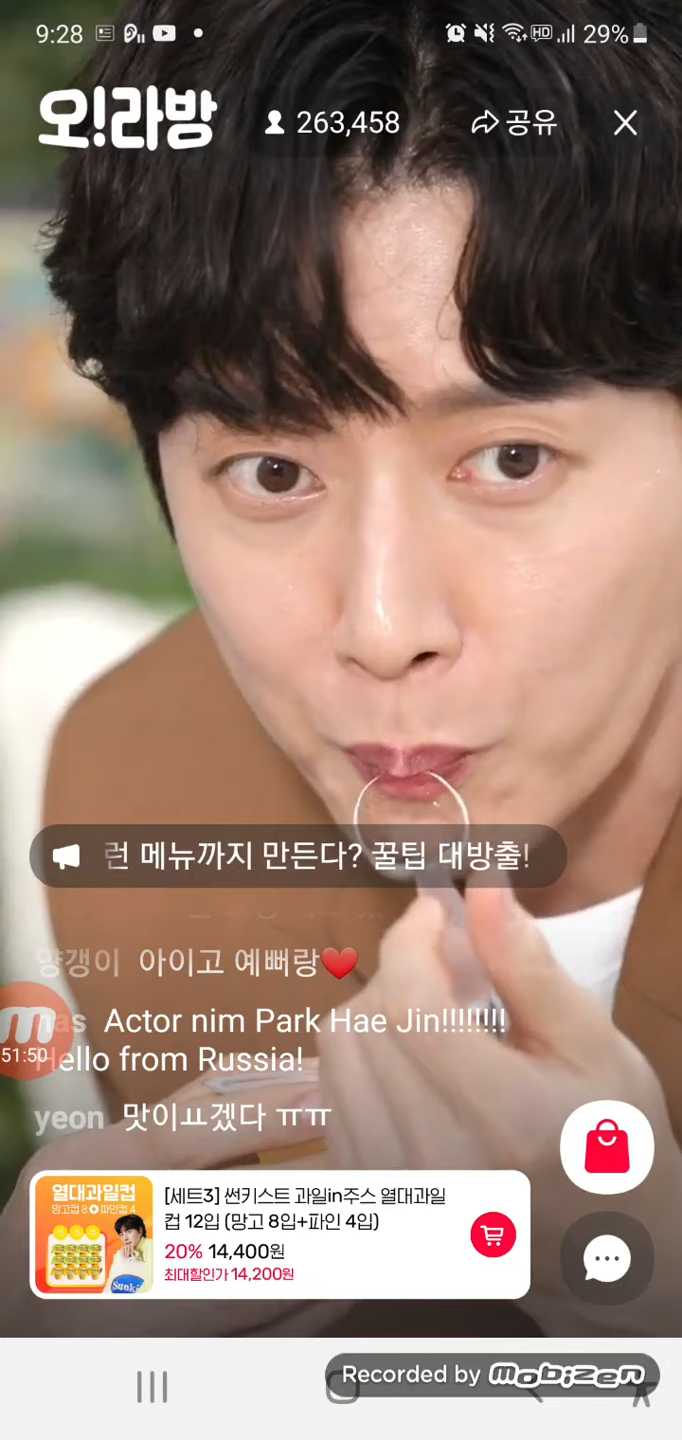 9:28
HD
29%
오!라방
263,458
공유
런 메뉴까지 만든다? 꿀팁 대방출!
양갱이 아이고 예뻐랑❤️
nas Actor nim Park Hae Jin!!!!!!!!
Hello from Russia!
51:50
yeon 맛이ㅛ겠다 ㅠㅠ
열대과일컵
망고컵 8 + 파인컵 4
Sunki
[세트3] 썬키스트 과일in주스 열대과일
컵 12입 (망고 8입+파인 4입)
20% 14,400원
최대할인가 14,200원
Recorded by mobizen